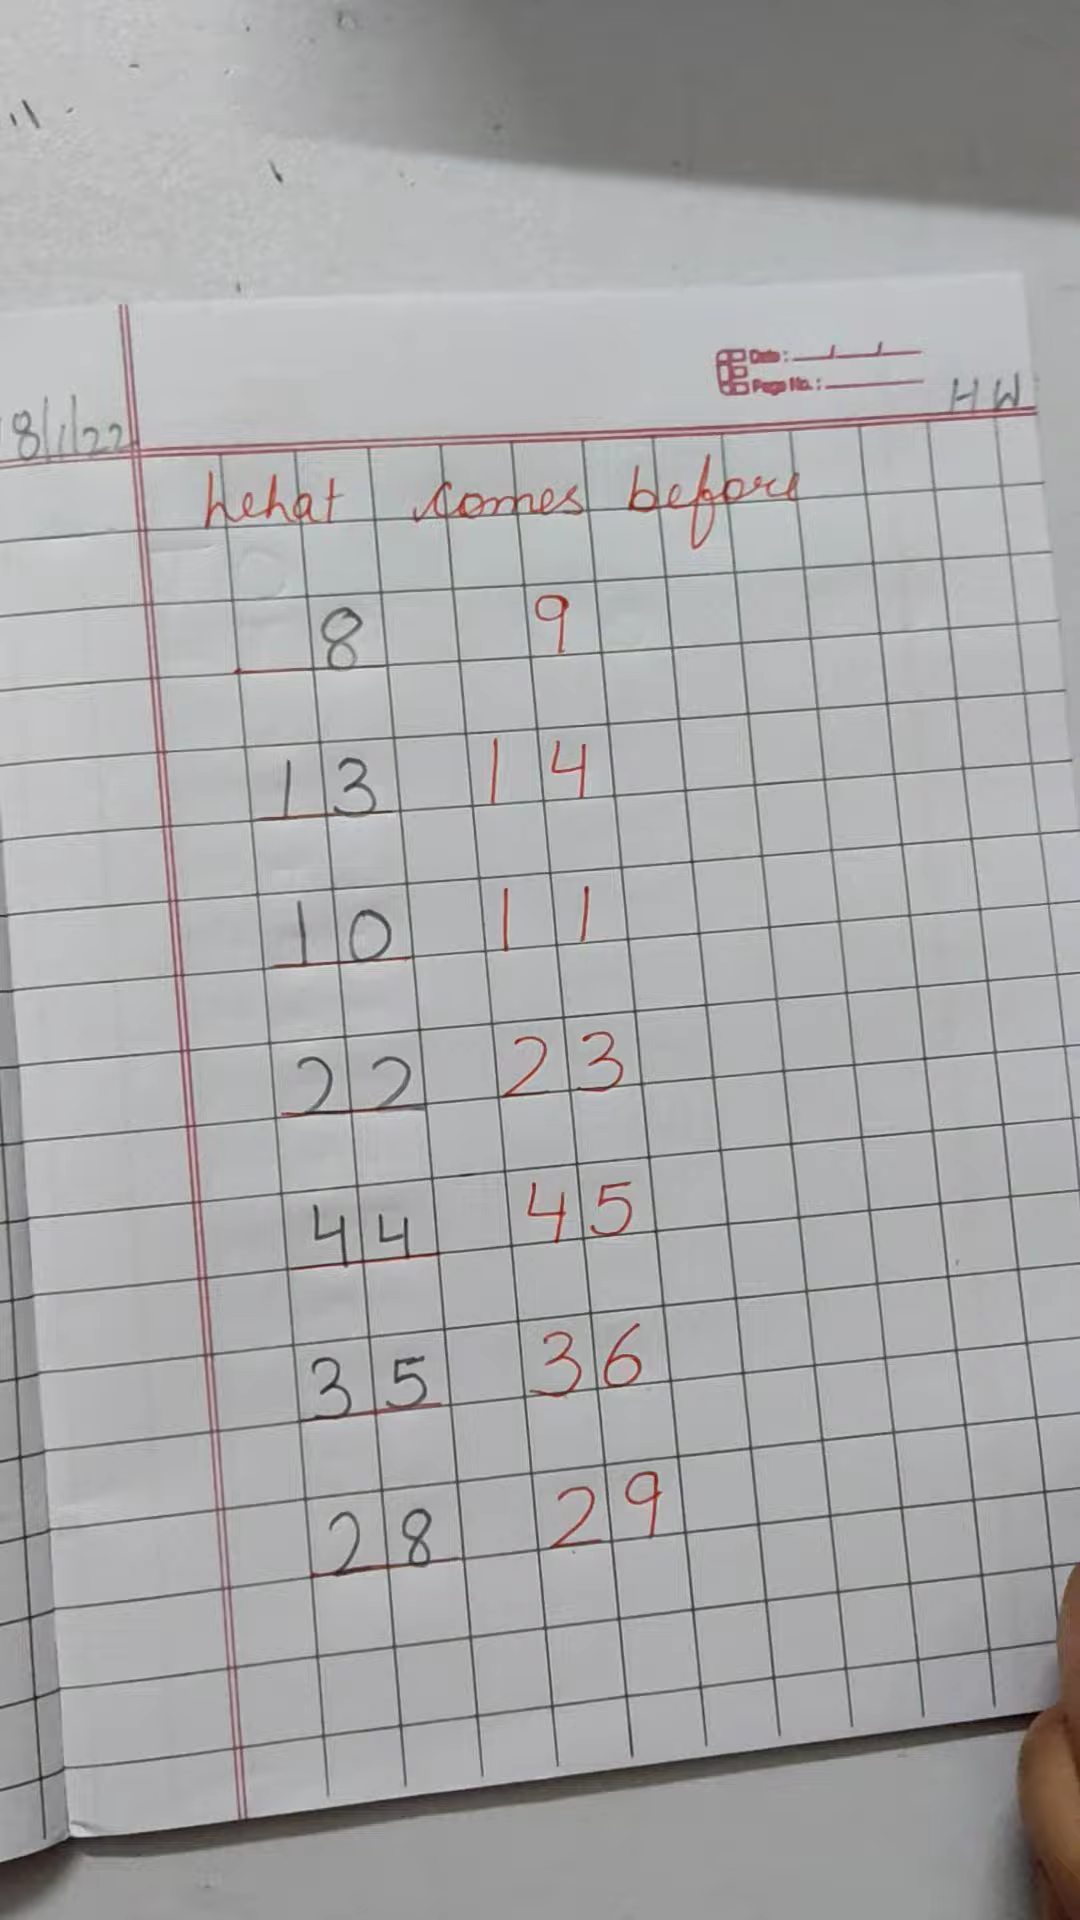 Date : __/__/__
Page No. : ______
H W
8/1/22
What comes before
8 9
13 14
10 11
22 23
44 45
35 36
28 29